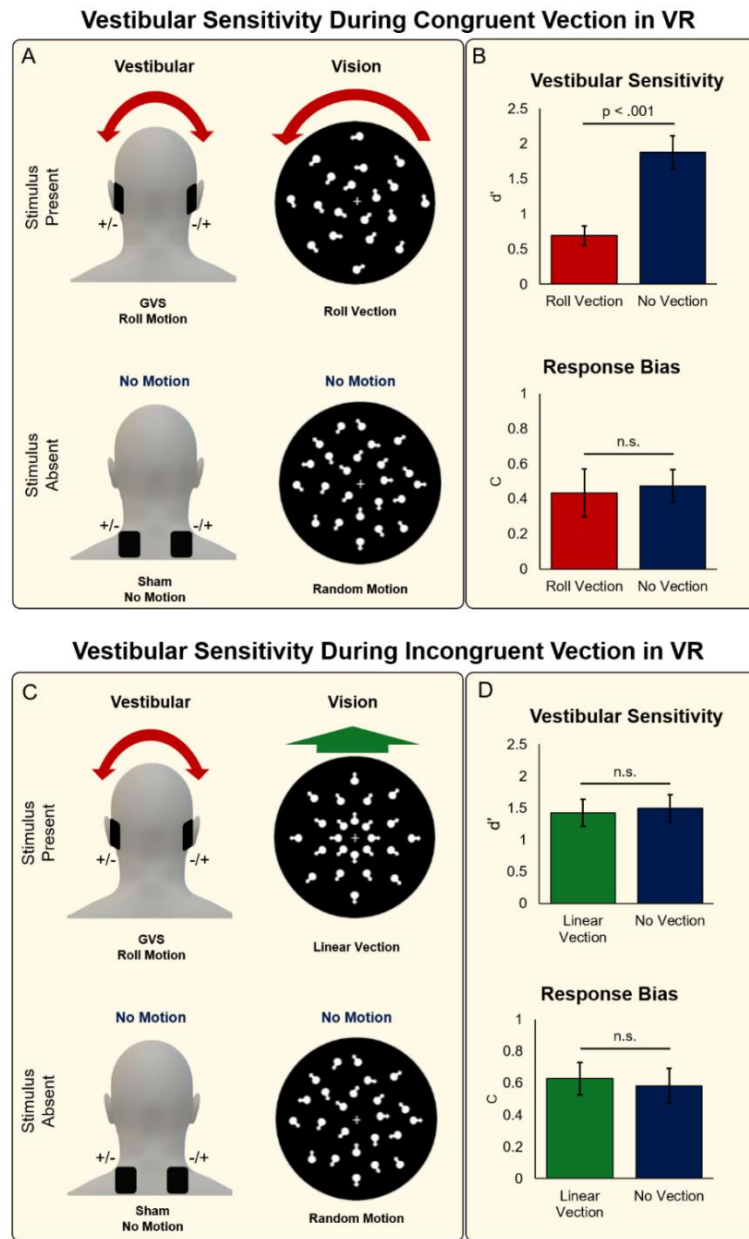 Vestibular Sensitivity During Congruent Vection in VR
A
Vestibular
Vision
Stimulus
Present
+/-
-/+
GVS
Roll Motion
Roll Vection
No Motion
No Motion
Stimulus
Absent
+/-
-/+
Sham
No Motion
Random Motion
B
Vestibular Sensitivity
2.5
2
1.5
1
0.5
0
d'
p < .001
Roll Vection
No Vection
Response Bias
1
0.8
0.6
0.4
0.2
0
C
n.s.
Roll Vection
No Vection
Vestibular Sensitivity During Incongruent Vection in VR
C
Vestibular
Vision
Stimulus
Present
+/-
-/+
GVS
Roll Motion
Linear Vection
No Motion
No Motion
Stimulus
Absent
+/-
-/+
Sham
No Motion
Random Motion
D
Vestibular Sensitivity
2.5
2
1.5
1
0.5
0
d'
n.s.
Linear
Vection
No Vection
Response Bias
1
0.8
0.6
0.4
0.2
0
C
n.s.
Linear
Vection
No Vection